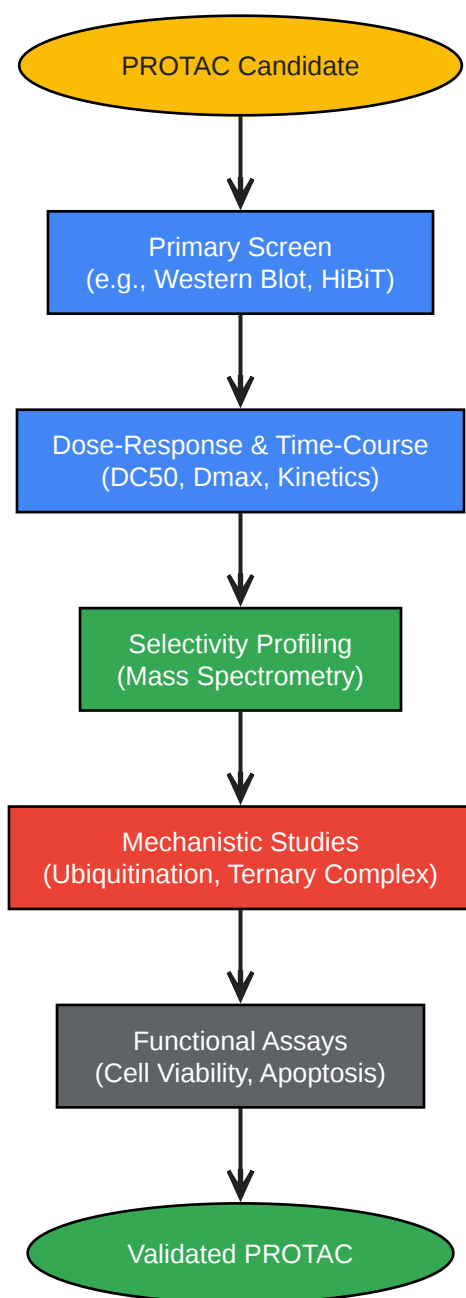 PROTAC Candidate
Primary Screen
(e.g., Western Blot, HiBiT)
Dose-Response & Time-Course
(DC50, Dmax, Kinetics)
Selectivity Profiling
(Mass Spectrometry)
Mechanistic Studies
(Ubiquitination, Ternary Complex)
Functional Assays
(Cell Viability, Apoptosis)
Validated PROTAC